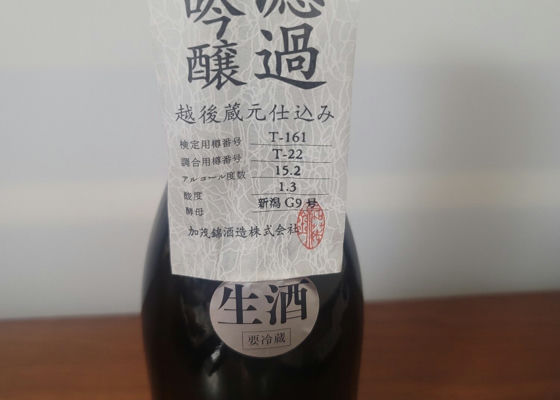 濾過
吟醸
越後蔵元仕込み
検定用樽番号 T-161
調合用樽番号 T-22
アルコール度数 15.2
酸度 1.3
酵母 新潟G9号
加茂錦酒造株式会社
生酒
要冷蔵